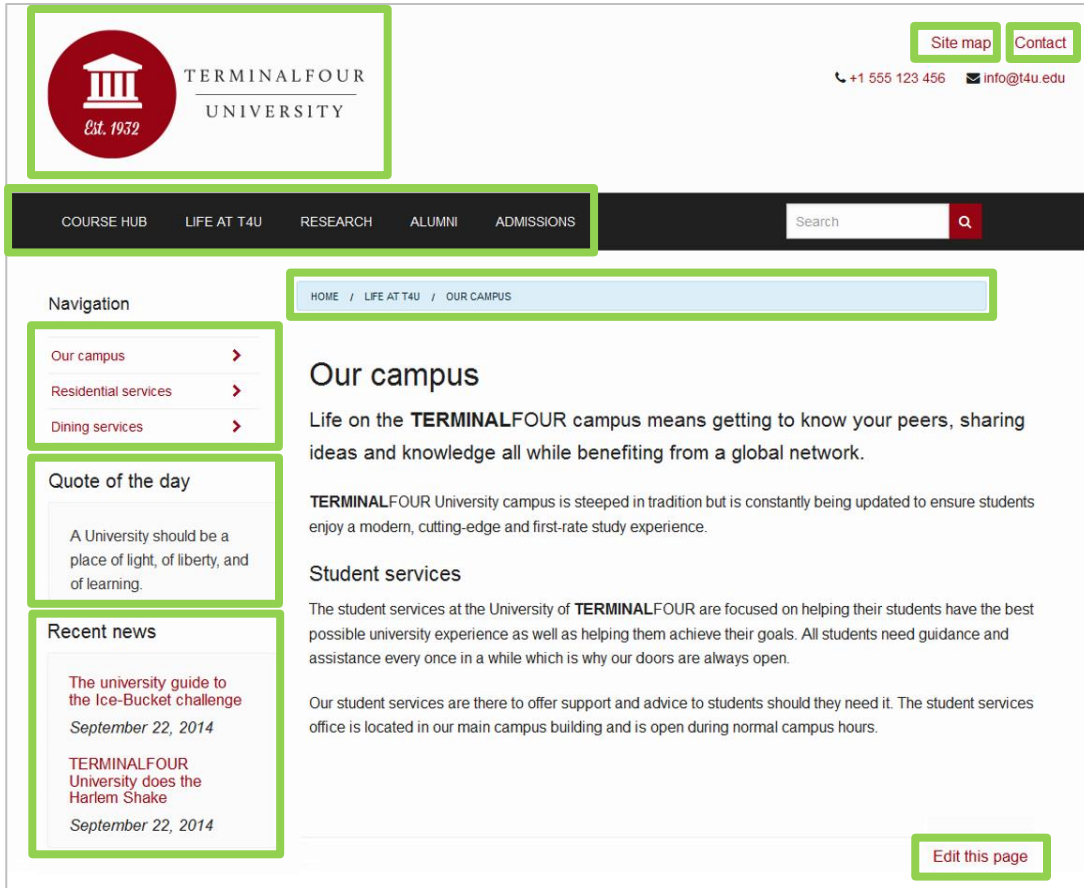 Est. 1932
TERMINALFOUR
UNIVERSITY
Site map Contact
+1 555 123 456 info@t4u.edu
COURSE HUB LIFE AT T4U RESEARCH ALUMNI ADMISSIONS Search
Navigation
Our campus
Residential services
Dining services
Quote of the day
A University should be a
place of light, of liberty, and
of learning.
Recent news
The university guide to
the Ice-Bucket challenge
September 22, 2014
TERMINALFOUR
University does the
Harlem Shake
September 22, 2014
HOME / LIFE AT T4U / OUR CAMPUS
Our campus
Life on the TERMINALFOUR campus means getting to know your peers, sharing
ideas and knowledge all while benefiting from a global network.
TERMINALFOUR University campus is steeped in tradition but is constantly being updated to ensure students
enjoy a modern, cutting-edge and first-rate study experience.
Student services
The student services at the University of TERMINALFOUR are focused on helping their students have the best
possible university experience as well as helping them achieve their goals. All students need guidance and
assistance every once in a while which is why our doors are always open.
Our student services are there to offer support and advice to students should they need it. The student services
office is located in our main campus building and is open during normal campus hours.
Edit this page